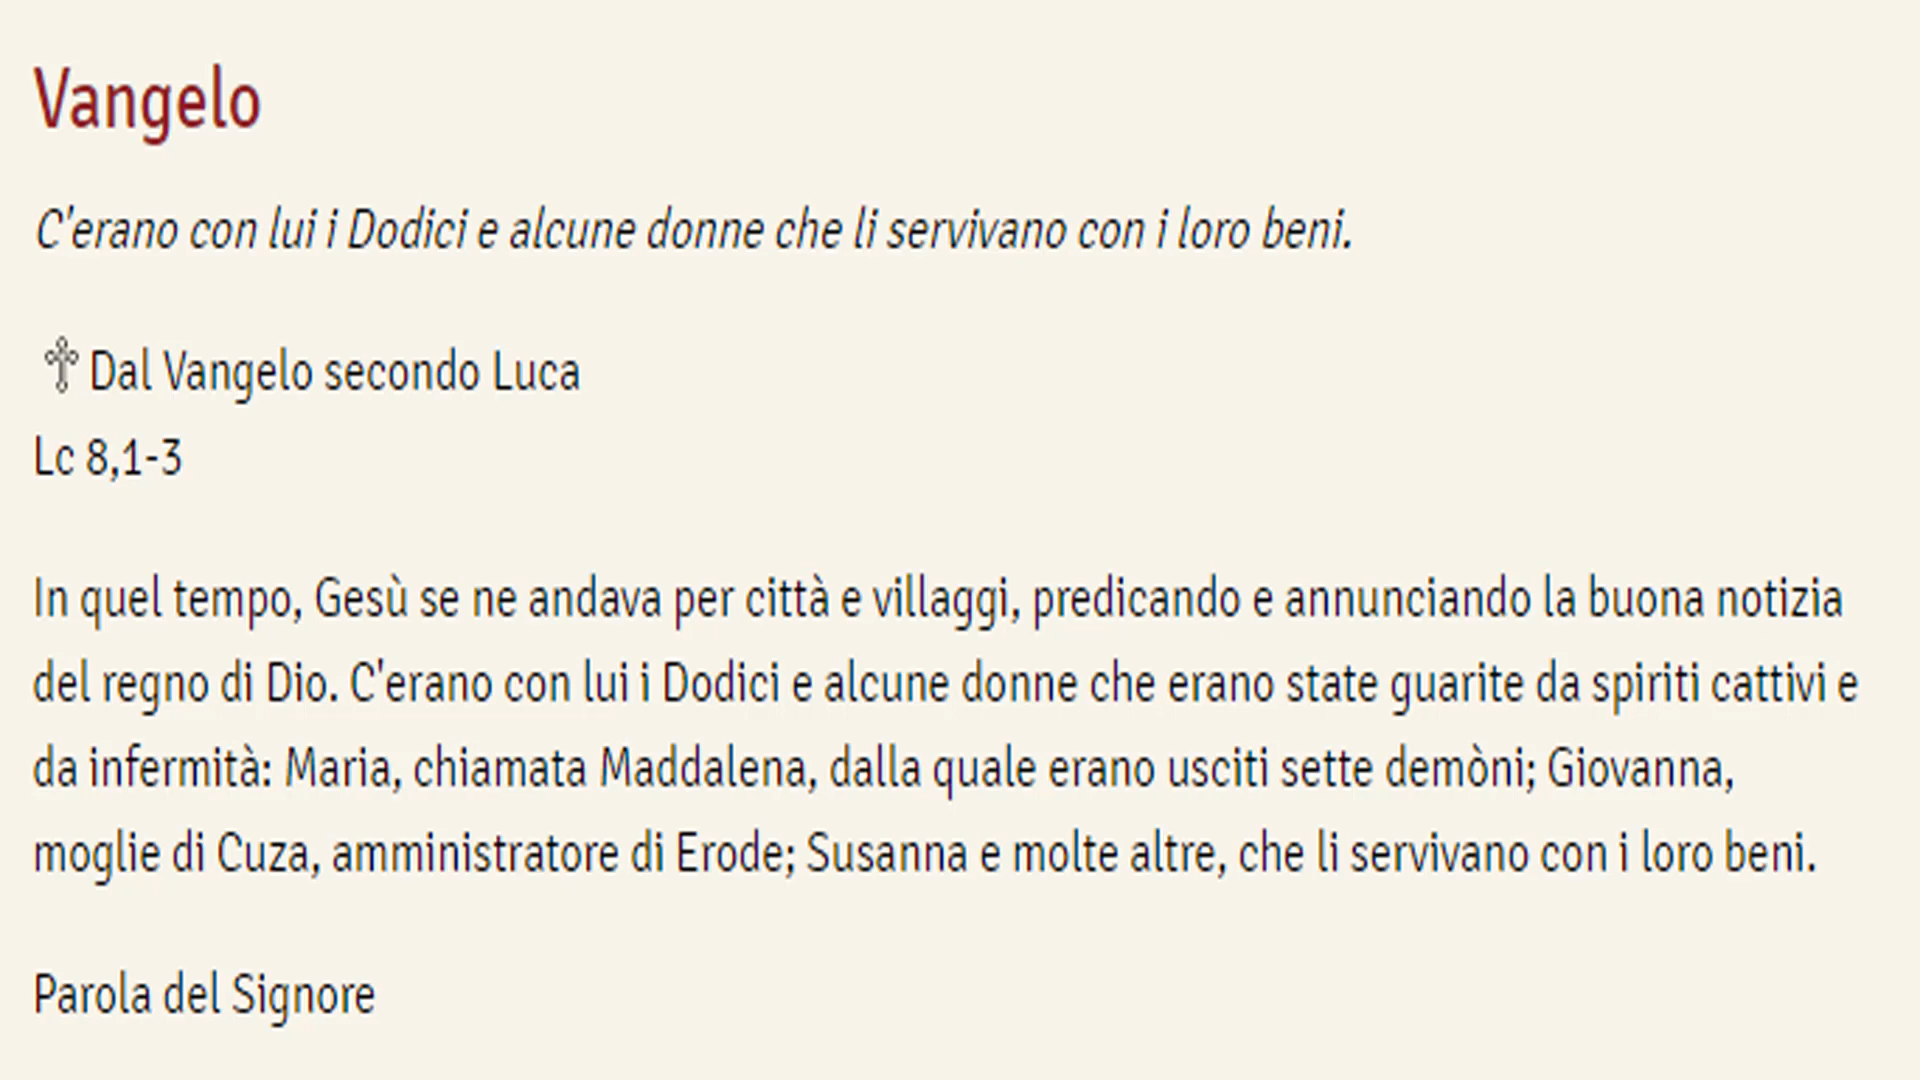 Vangelo
C'erano con lui i Dodici e alcune donne che li servivano con i loro beni.
✞ Dal Vangelo secondo Luca
Lc 8,1-3
In quel tempo, Gesù se ne andava per città e villaggi, predicando e annunciando la buona notizia
del regno di Dio. C'erano con lui i Dodici e alcune donne che erano state guarite da spiriti cattivi e
da infermità: Maria, chiamata Maddalena, dalla quale erano usciti sette demòni; Giovanna,
moglie di Cuza, amministratore di Erode; Susanna e molte altre, che li servivano con i loro beni.
Parola del Signore